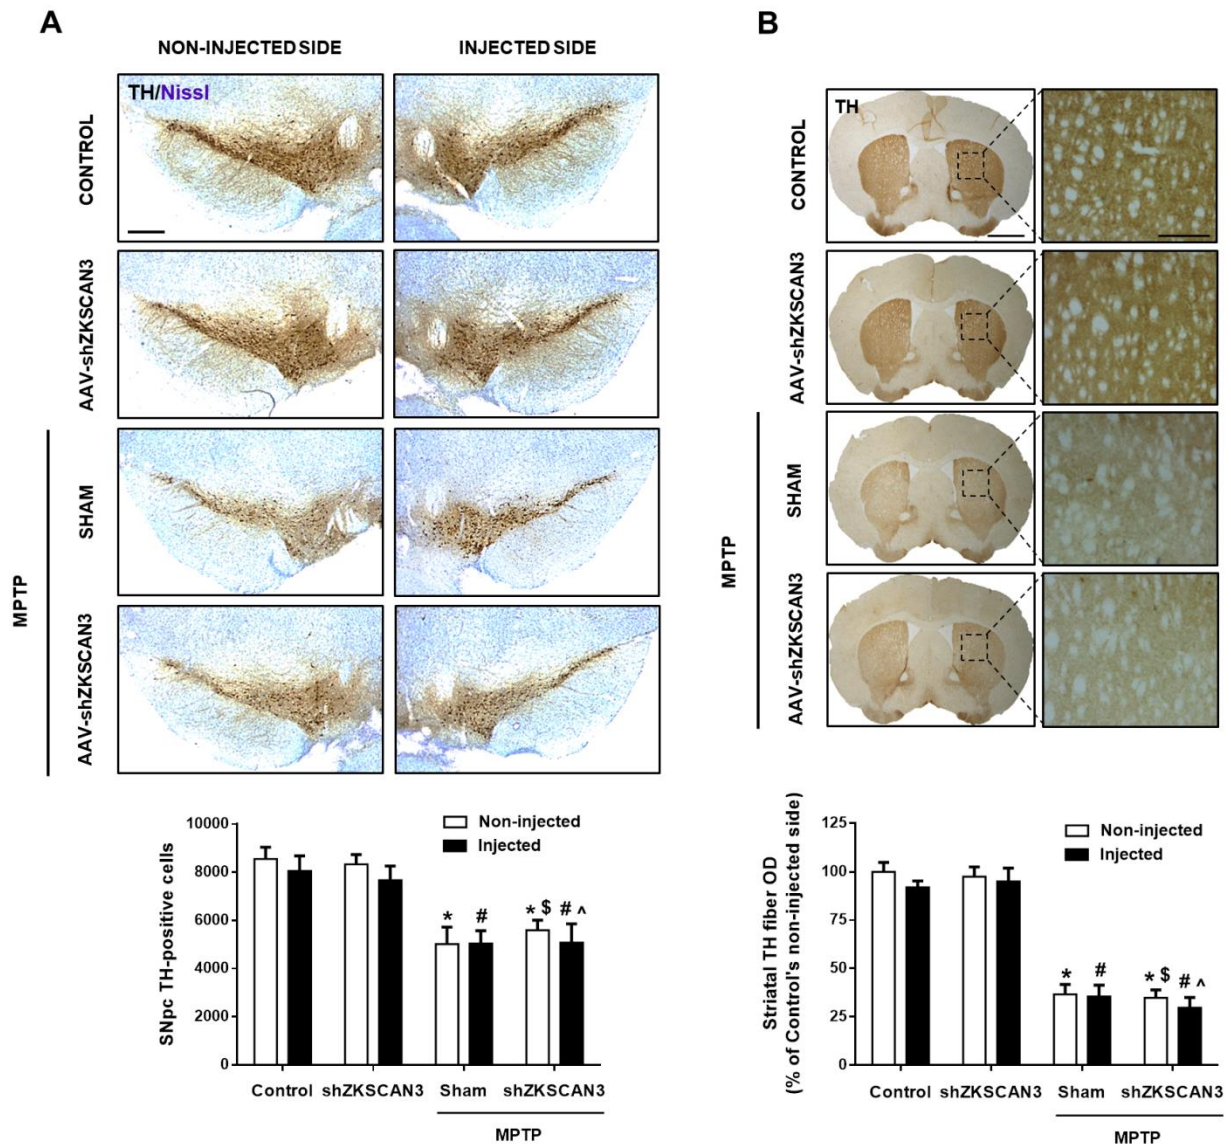 A
NON-INJECTED SIDE
INJECTED SIDE
TH/Nissl
CONTROL
AAV-shZKSCAN3
MPTP
SHAM
AAV-shZKSCAN3
SNpc TH-positive cells
10000
8000
6000
4000
2000
0
Non-injected
Injected
* # * $ # ^
Control shZKSCAN3 Sham shZKSCAN3
MPTP
B
TH
CONTROL
AAV-shZKSCAN3
MPTP
SHAM
AAV-shZKSCAN3
Striatal TH fiber OD
(% of Control's non-injected side)
125
100
75
50
25
0
Non-injected
Injected
* # * $ # ^
Control shZKSCAN3 Sham shZKSCAN3
MPTP